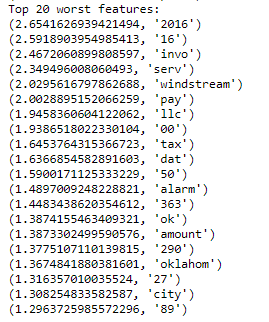 Top 20 worst features:
(2.6541626939421494, '2016')
(2.5918903954985413, '16')
(2.4672060899808597, 'invo')
(2.349496008060493, 'serv')
(2.0295616797862688, 'windstream')
(2.0028895152066259, 'pay')
(1.9458360604122062, 'llc')
(1.9386518022330104, '00')
(1.6453764315366723, 'tax')
(1.6366854582891603, 'dat')
(1.5900171125333229, '50')
(1.4897009248228821, 'alarm')
(1.4483438620354612, '363')
(1.3874155463409321, 'ok')
(1.3873302499590576, 'amount')
(1.3775107110139815, '290')
(1.3674841880381601, 'oklahom')
(1.316357010035524, '27')
(1.308254833582587, 'city')
(1.2963725985572296, '89')